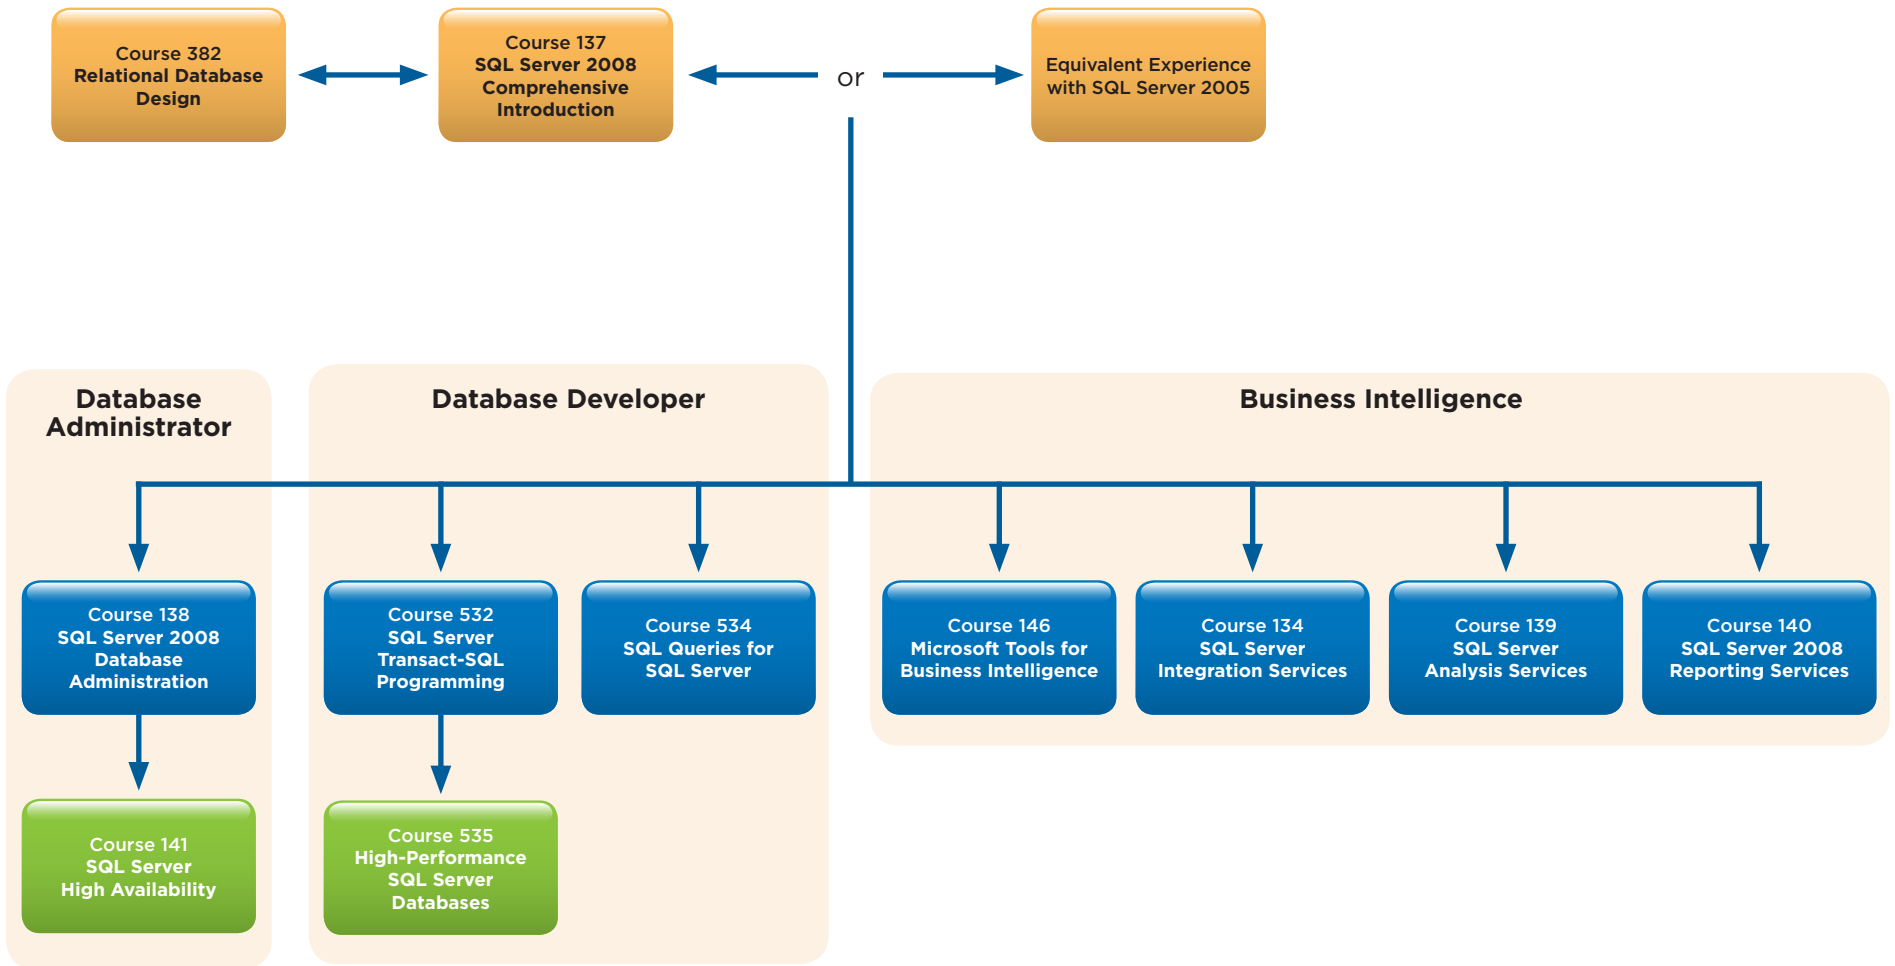 Course 382
Relational Database
Design
Course 137
SQL Server 2008
Comprehensive
Introduction
or
Equivalent Experience
with SQL Server 2005
Database
Administrator
Database Developer
Business Intelligence
Course 138
SQL Server 2008
Database
Administration
Course 532
SQL Server
Transact-SQL
Programming
Course 534
SQL Queries for
SQL Server
Course 146
Microsoft Tools for
Business Intelligence
Course 134
SQL Server
Integration Services
Course 139
SQL Server
Analysis Services
Course 140
SQL Server 2008
Reporting Services
Course 141
SQL Server
High Availability
Course 535
High-Performance
SQL Server
Databases